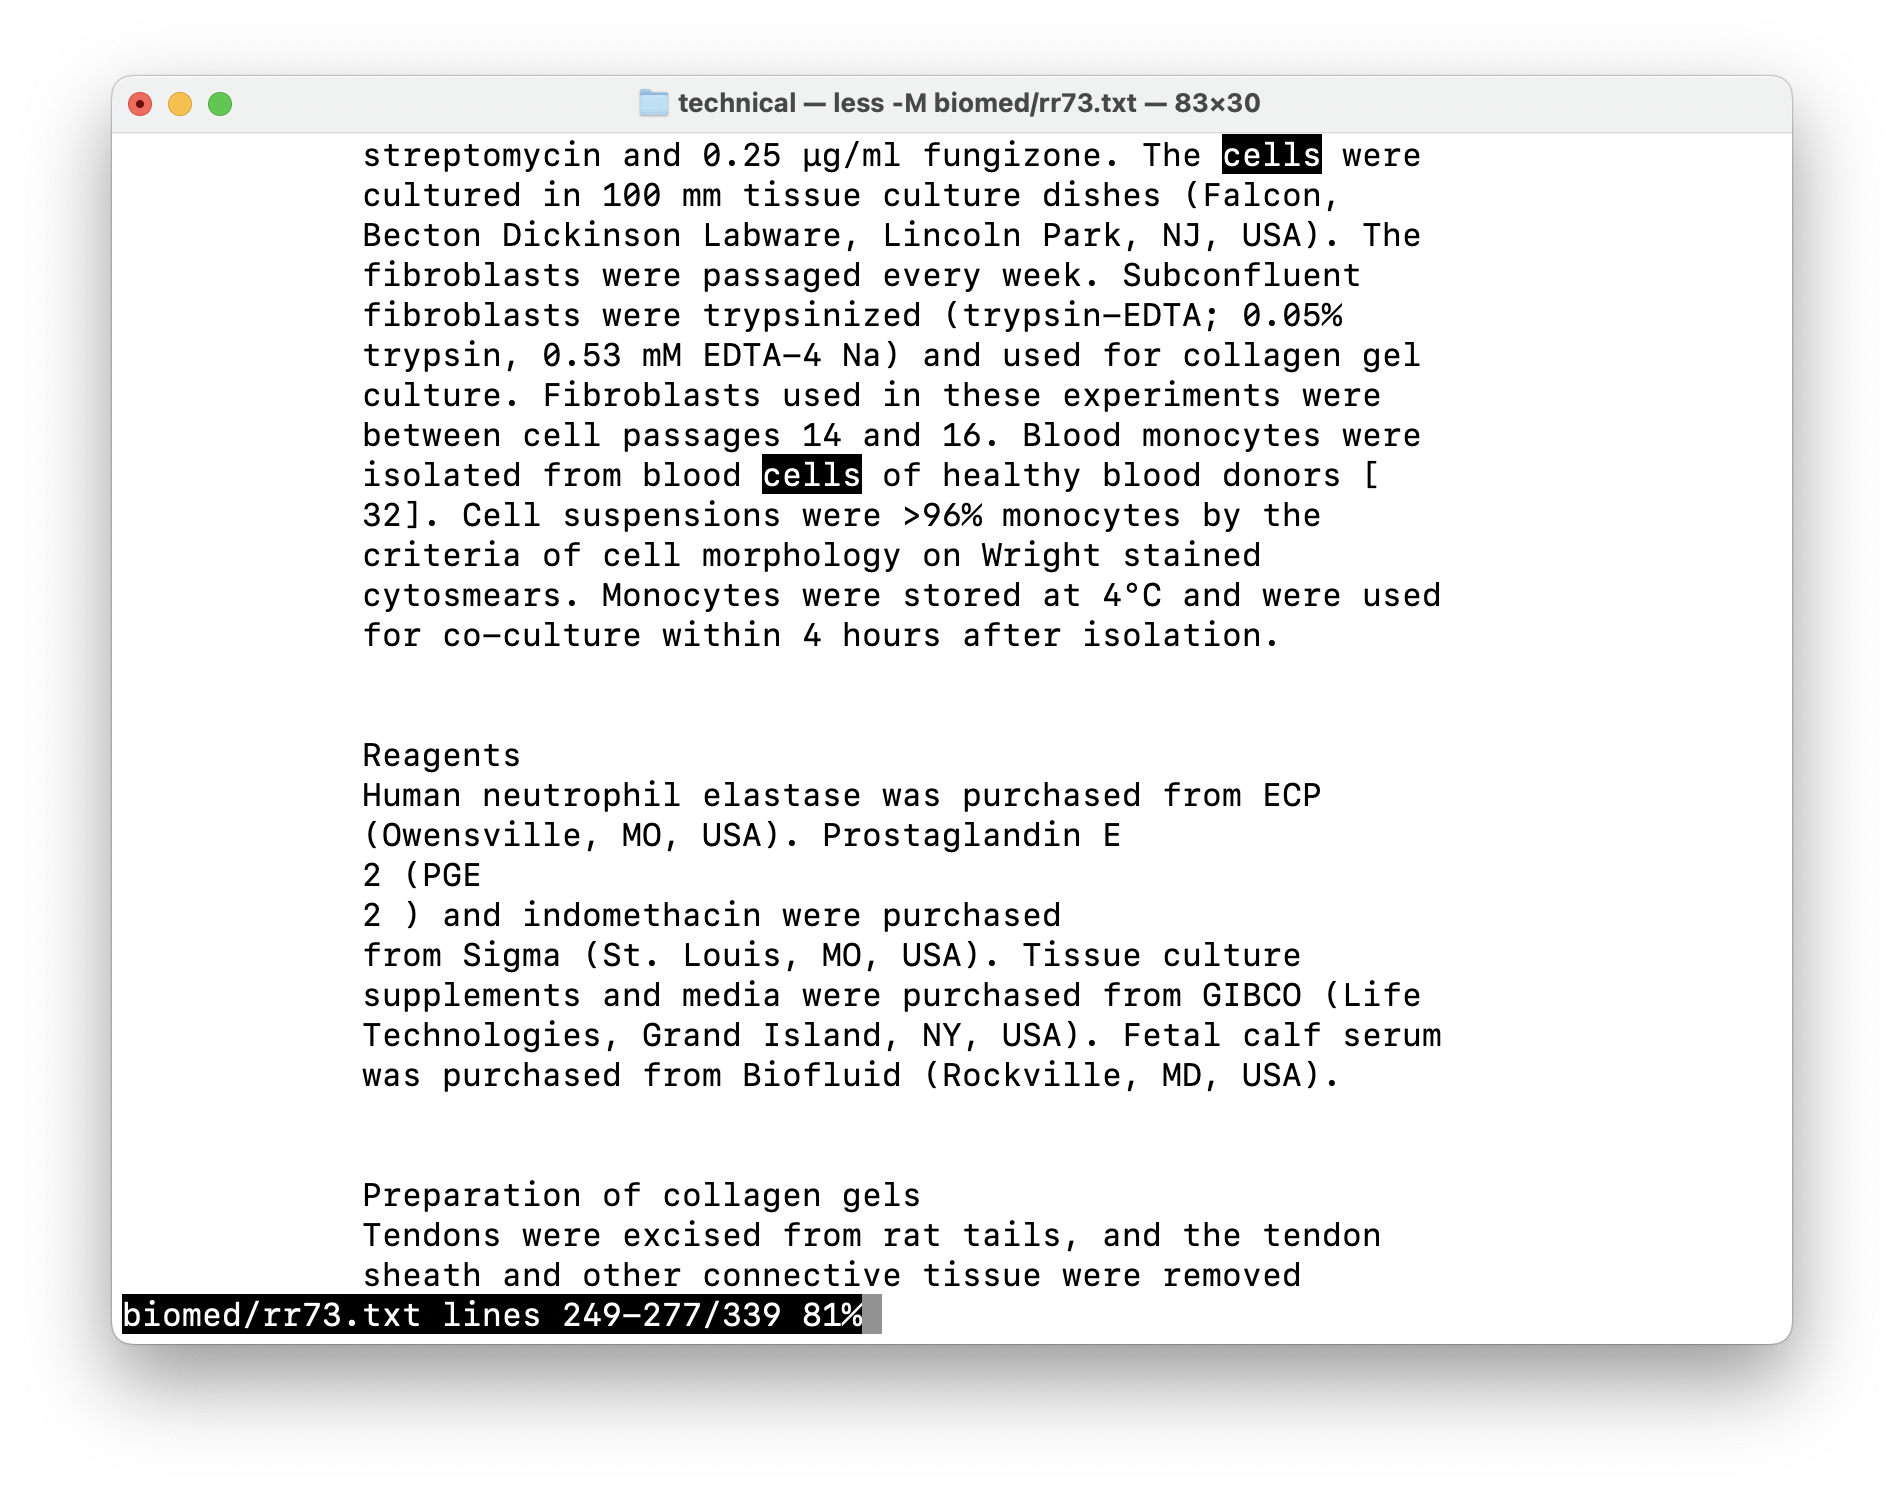 technical — less -M biomed/rr73.txt — 83×30
streptomycin and 0.25 μg/ml fungizone. The cells were
cultured in 100 mm tissue culture dishes (Falcon,
Becton Dickinson Labware, Lincoln Park, NJ, USA). The
fibroblasts were passaged every week. Subconfluent
fibroblasts were trypsinized (trypsin-EDTA; 0.05%
trypsin, 0.53 mM EDTA-4 Na) and used for collagen gel
culture. Fibroblasts used in these experiments were
between cell passages 14 and 16. Blood monocytes were
isolated from blood cells of healthy blood donors [
32]. Cell suspensions were >96% monocytes by the
criteria of cell morphology on Wright stained
cytosmears. Monocytes were stored at 4°C and were used
for co-culture within 4 hours after isolation.
Reagents
Human neutrophil elastase was purchased from ECP
(Owensville, MO, USA). Prostaglandin E
2 (PGE
2 ) and indomethacin were purchased
from Sigma (St. Louis, MO, USA). Tissue culture
supplements and media were purchased from GIBCO (Life
Technologies, Grand Island, NY, USA). Fetal calf serum
was purchased from Biofluid (Rockville, MD, USA).
Preparation of collagen gels
Tendons were excised from rat tails, and the tendon
sheath and other connective tissue were removed
biomed/rr73.txt lines 249-277/339 81%